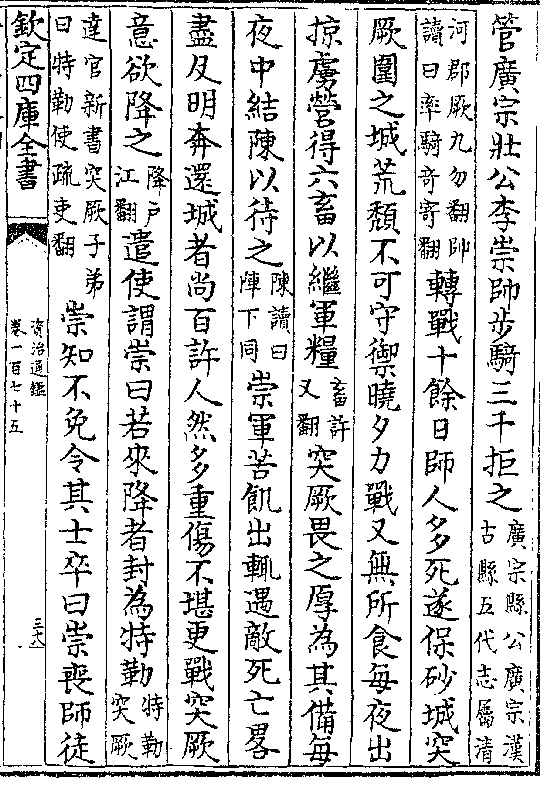 管廣宗壯公李崇帥步騎三千拒之廣宗縣公廣宗漢古縣五代志屬清
河郡厥九勿翻帥讀曰率騎奇寄翻轉戰十餘日師人多死遂保砂城突
厥圍之城荒頽不可守禦曉夕力戰又無所食每夜出
掠虜營得六畜以繼軍糧畜許又翻突厥畏之厚為其備每
夜中結陳以待之陳讀曰陣下同崇軍苦飢出輒遇敵死亡畧
盡及明奔還城者尚百許人然多重傷不堪更戰突厥
意欲降之降戶江翻遣使謂崇曰若來降者封為特勤特勤突厥
達官新書突厥子弟曰特勤使疏吏翻崇知不免令其士卒曰崇喪師徒
欽定四庫全書
資治通鑑
卷一百七十五
三十八